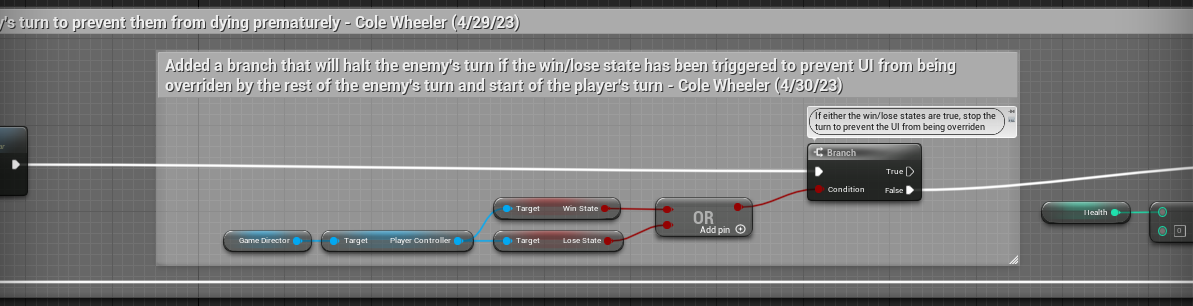 y's turn to prevent them from dying prematurely - Cole Wheeler (4/29/23)
Added a branch that will halt the enemy's turn if the win/lose state has been triggered to prevent UI from being
overriden by the rest of the enemy's turn and start of the player's turn - Cole Wheeler (4/30/23)
If either the win/lose states are true, stop the
turn to prevent the UI from being overriden
Branch
True
Condition
False
Target
Win State
OR
Add pin
Health
0
Game Director
Target
Player Controller
Target
Lose State